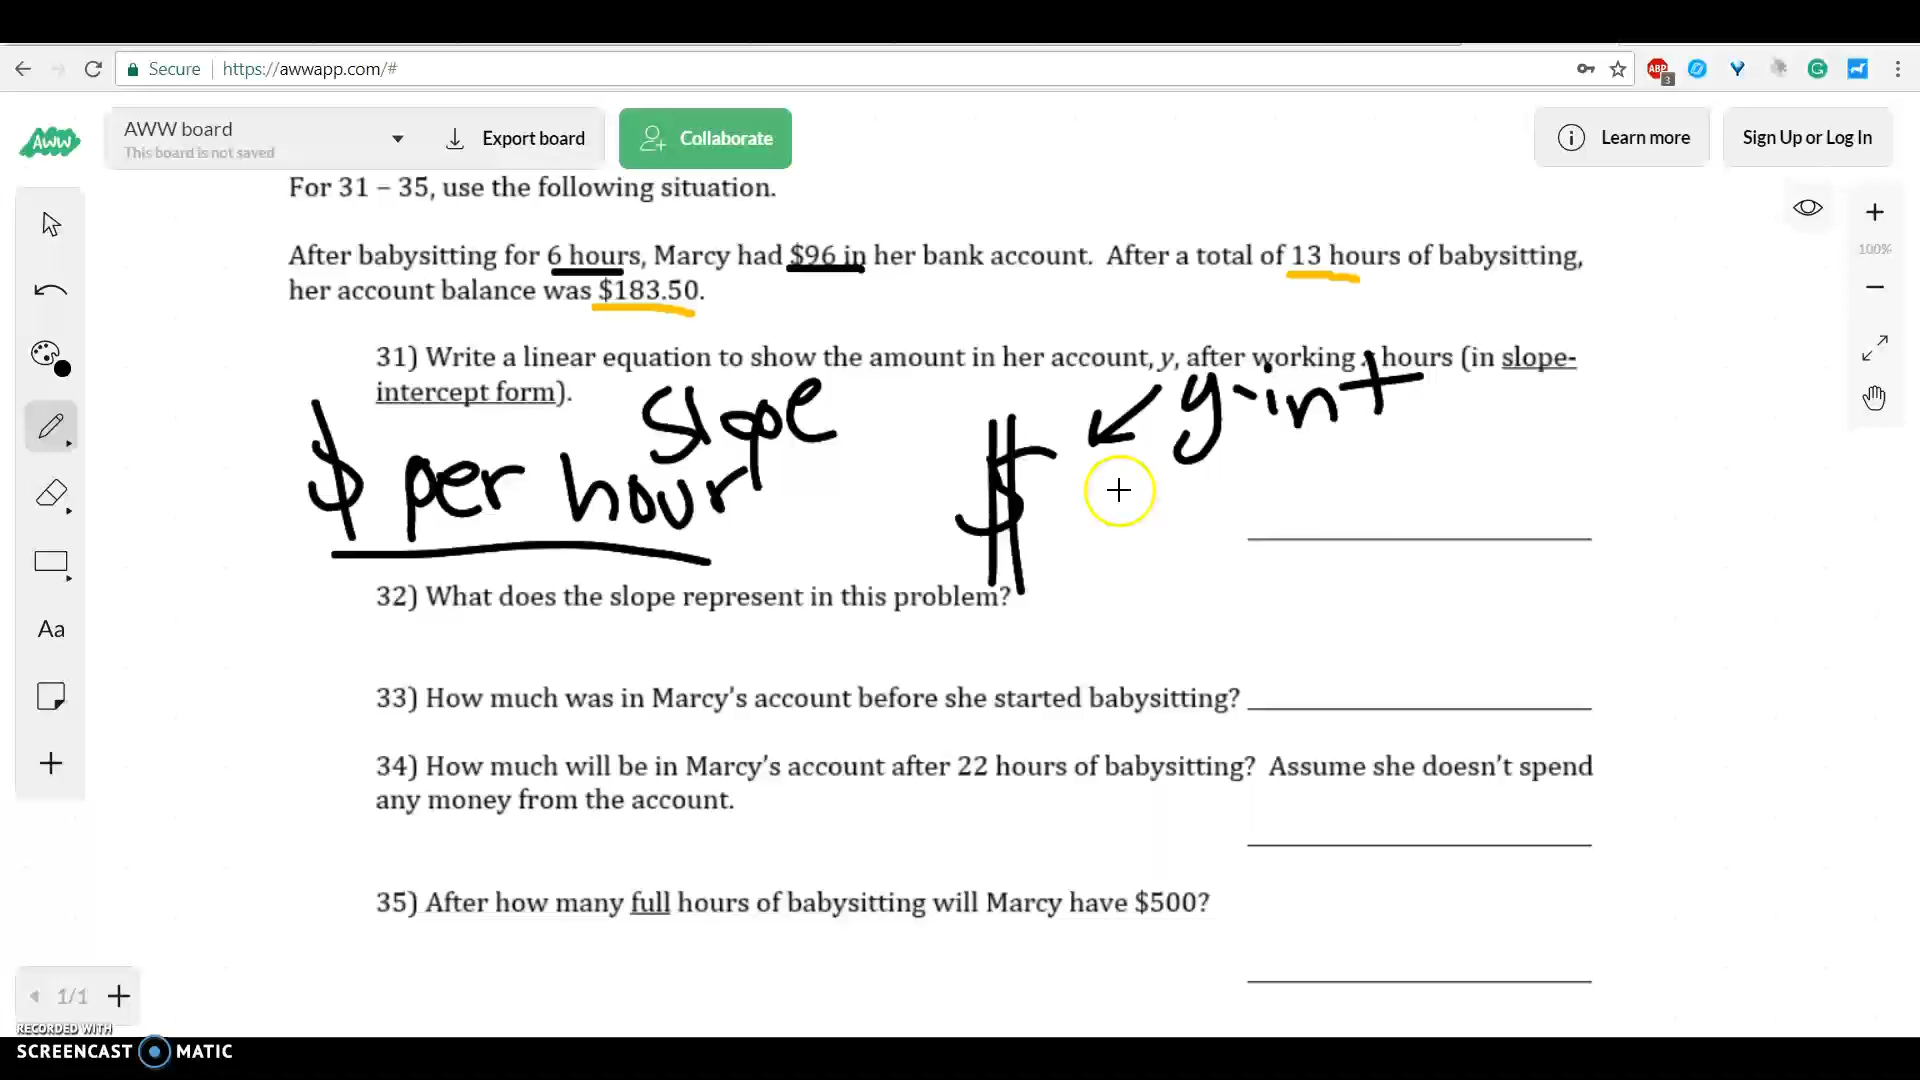 Secure https://awwapp.com/#
ABP
3
AWW
AWW board
This board is not saved
Export board
Collaborate
Learn more
Sign Up or Log In
For 31 – 35, use the following situation.
100%
After babysitting for 6 hours, Marcy had $96 in her bank account. After a total of 13 hours of babysitting,
her account balance was $183.50.
31) Write a linear equation to show the amount in her account, y, after working x hours (in slope-
intercept form).
slope
y-int
$ per hour
$
32) What does the slope represent in this problem?
Aa
33) How much was in Marcy's account before she started babysitting?
34) How much will be in Marcy's account after 22 hours of babysitting? Assume she doesn't spend
any money from the account.
35) After how many full hours of babysitting will Marcy have $500?
1/1
RECORDED WITH
SCREENCAST MATIC